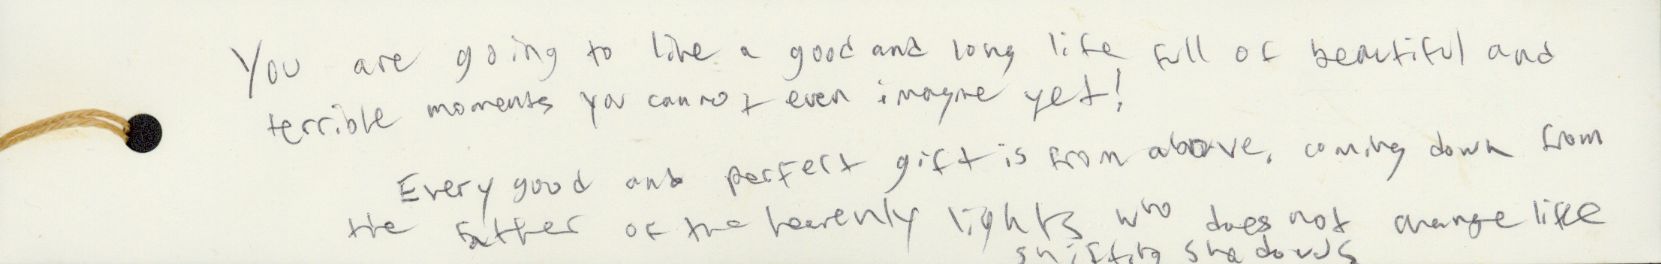 You are going to live a good and long life full of beautiful and
terrible moments you cannot even imagine yet!
Every good and perfect gift is from above, coming down from
the father of the heavenly lights who does not change like
shifting shadows